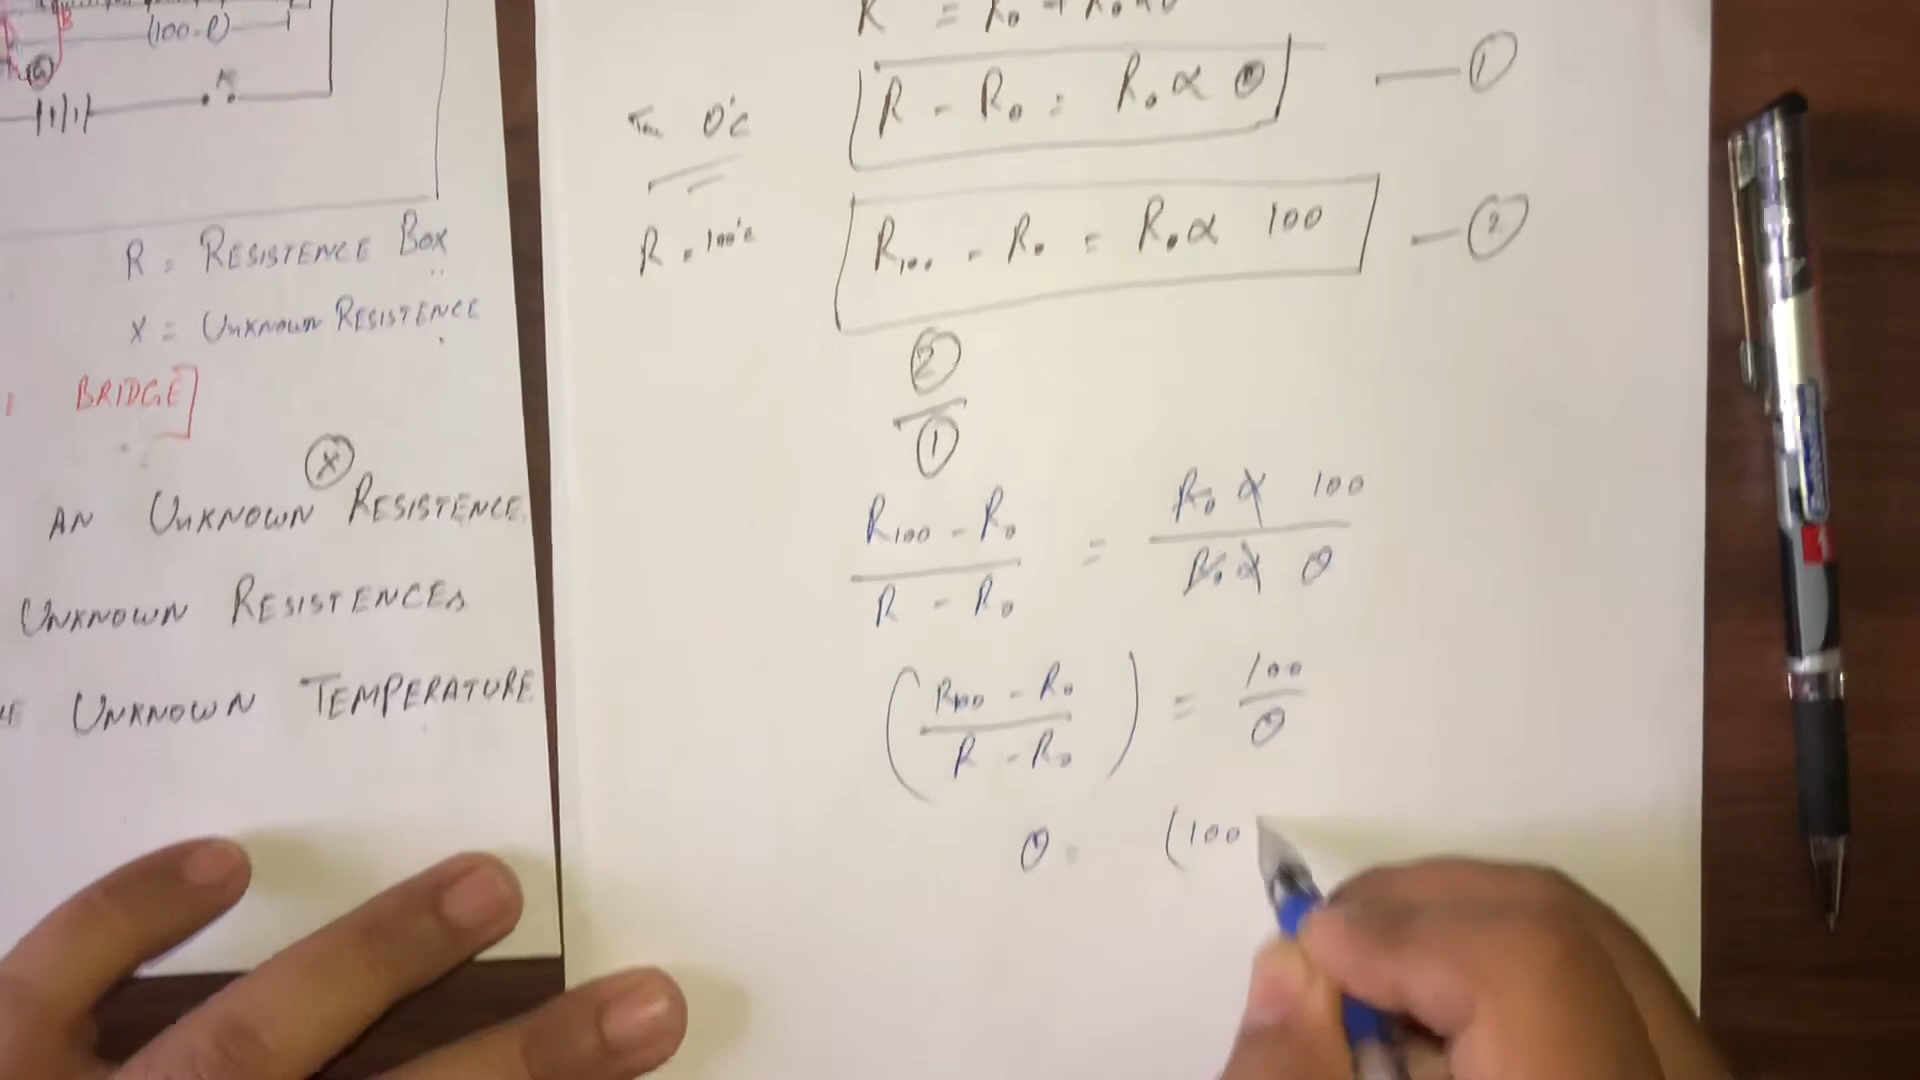 (100-l)
B
G
K
R = RESISTENCE BOX
X = UNKNOWN RESISTENCE
BRIDGE]
X
AN UNKNOWN RESISTENCE
UNKNOWN RESISTENCES
UNKNOWN TEMPERATURE
R - R₀ = R₀ α θ — ①
0°c
R = 100°c
R₁₀₀ - R₀ = R₀ α 100 — ②
②
①
R₁₀₀ - R₀ = R₀ α 100
R - R₀ R₀ α θ
(R₁₀₀ - R₀) = 100
R - R₀ θ
θ = (100